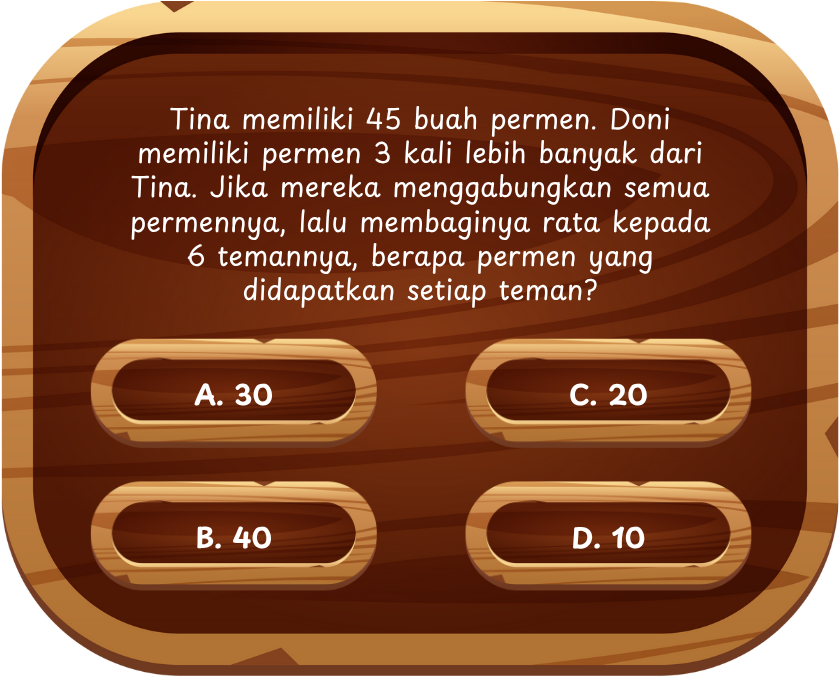 Tina memiliki 45 buah permen. Doni
memiliki permen 3 kali lebih banyak dari
Tina. Jika mereka menggabungkan semua
permennya, lalu membaginya rata kepada
6 temannya, berapa permen yang
didapatkan setiap teman?
A. 30
C. 20
B. 40
D. 10